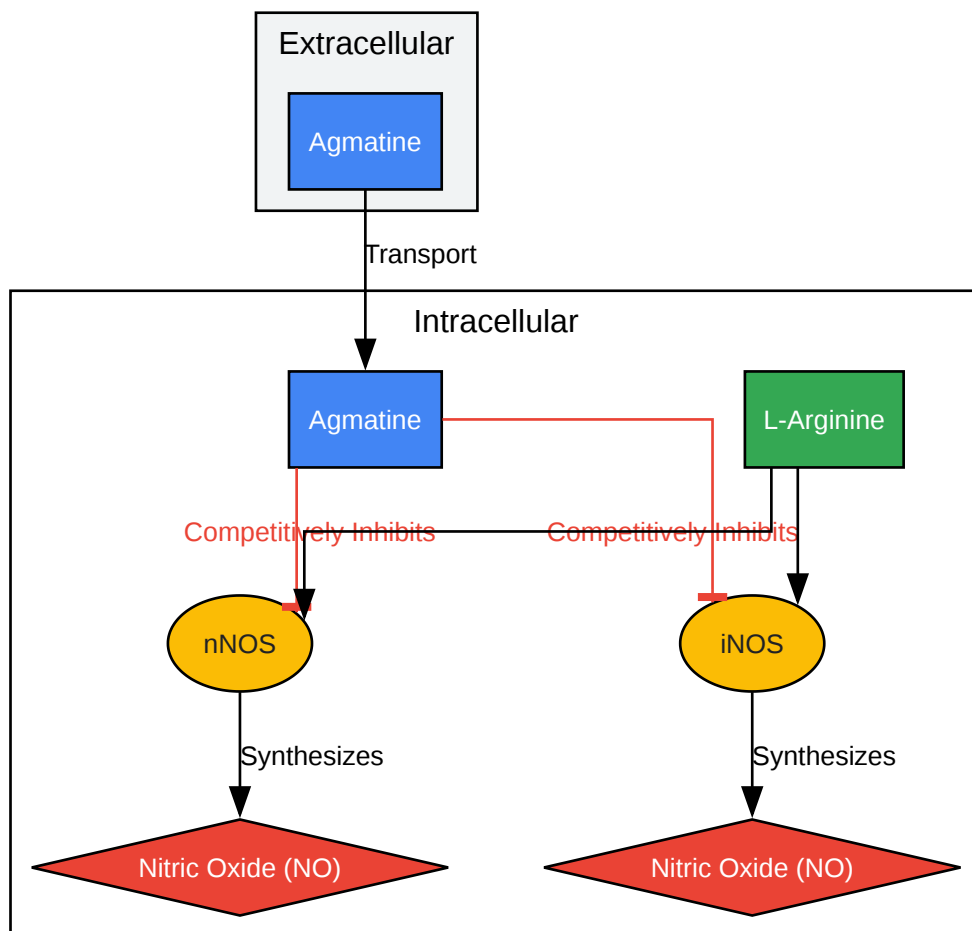 Extracellular
Agmatine
Transport
Intracellular
Agmatine
L-Arginine
Competitively Inhibits
Competitively Inhibits
nNOS
iNOS
Synthesizes
Synthesizes
Nitric Oxide (NO)
Nitric Oxide (NO)